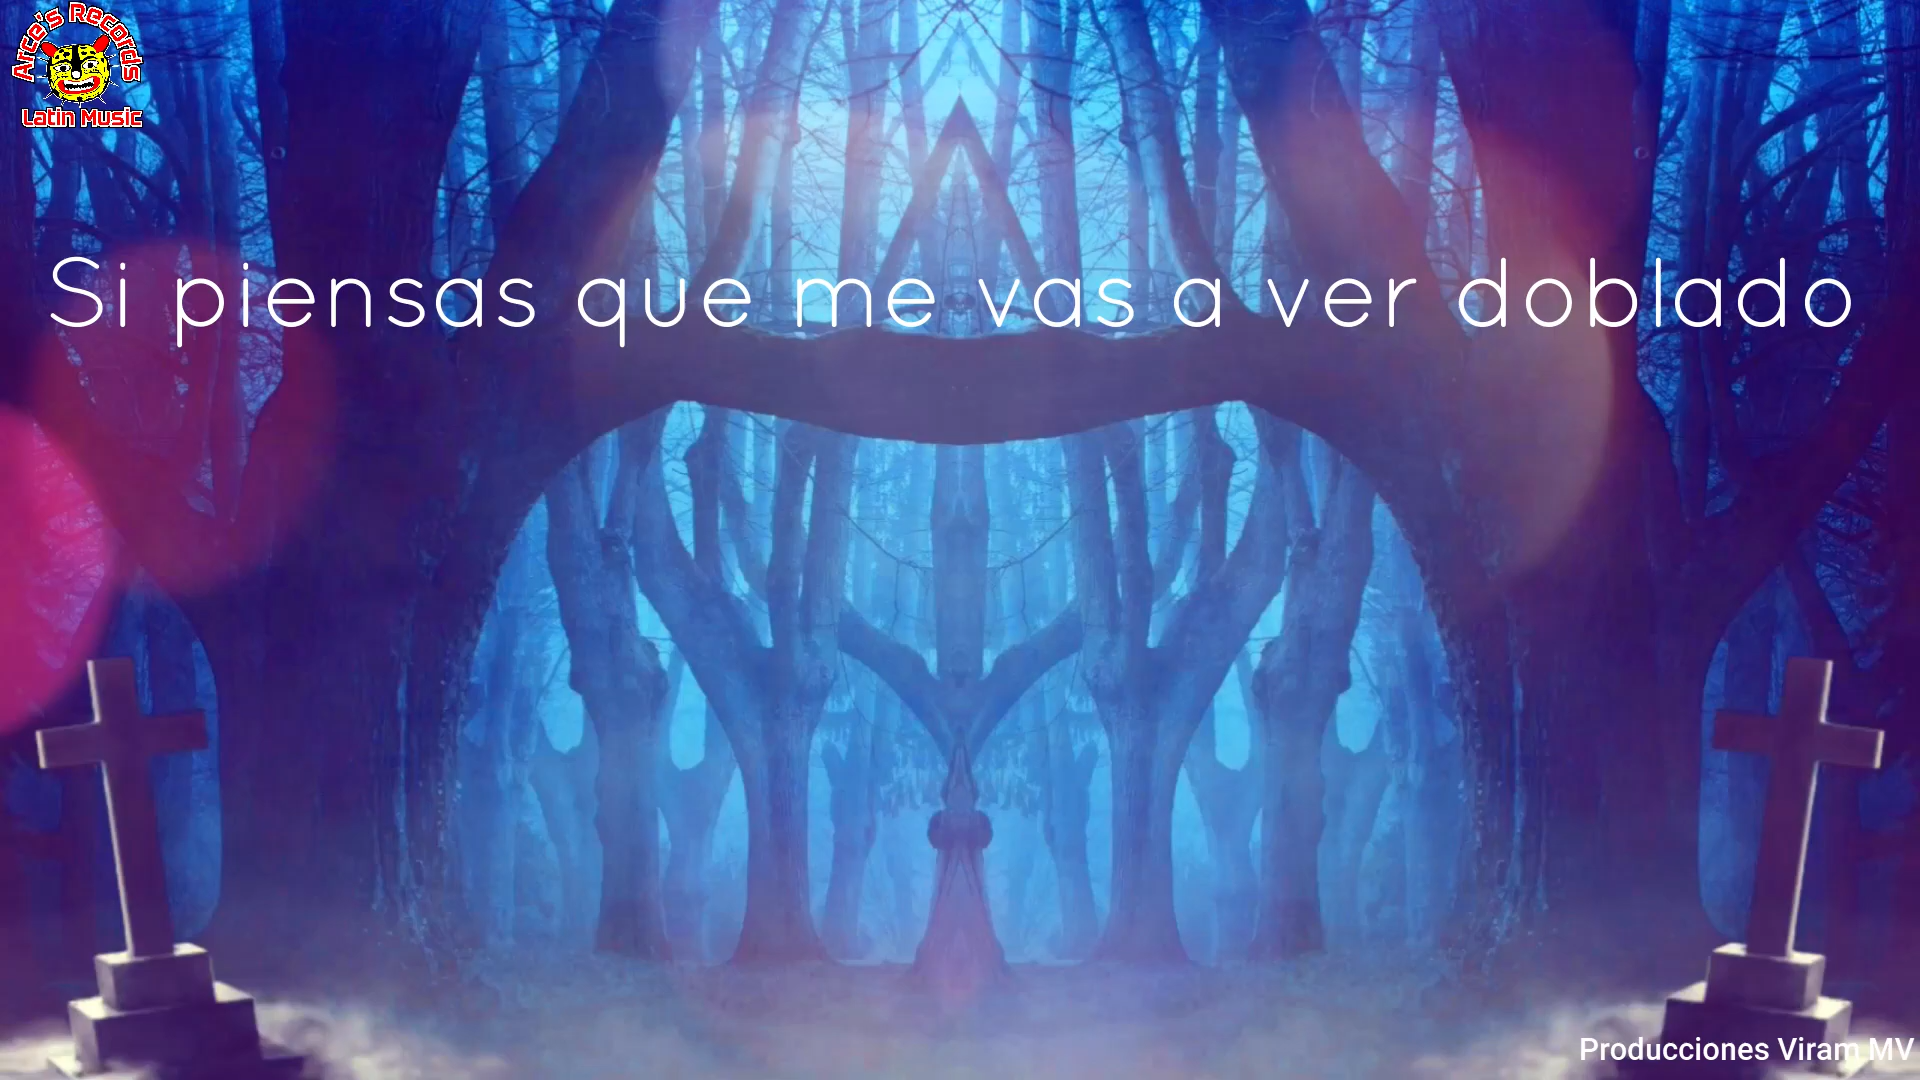 Arce's Records
Latin Music
Si piensas que me vas a ver doblado
Producciones Viram MV